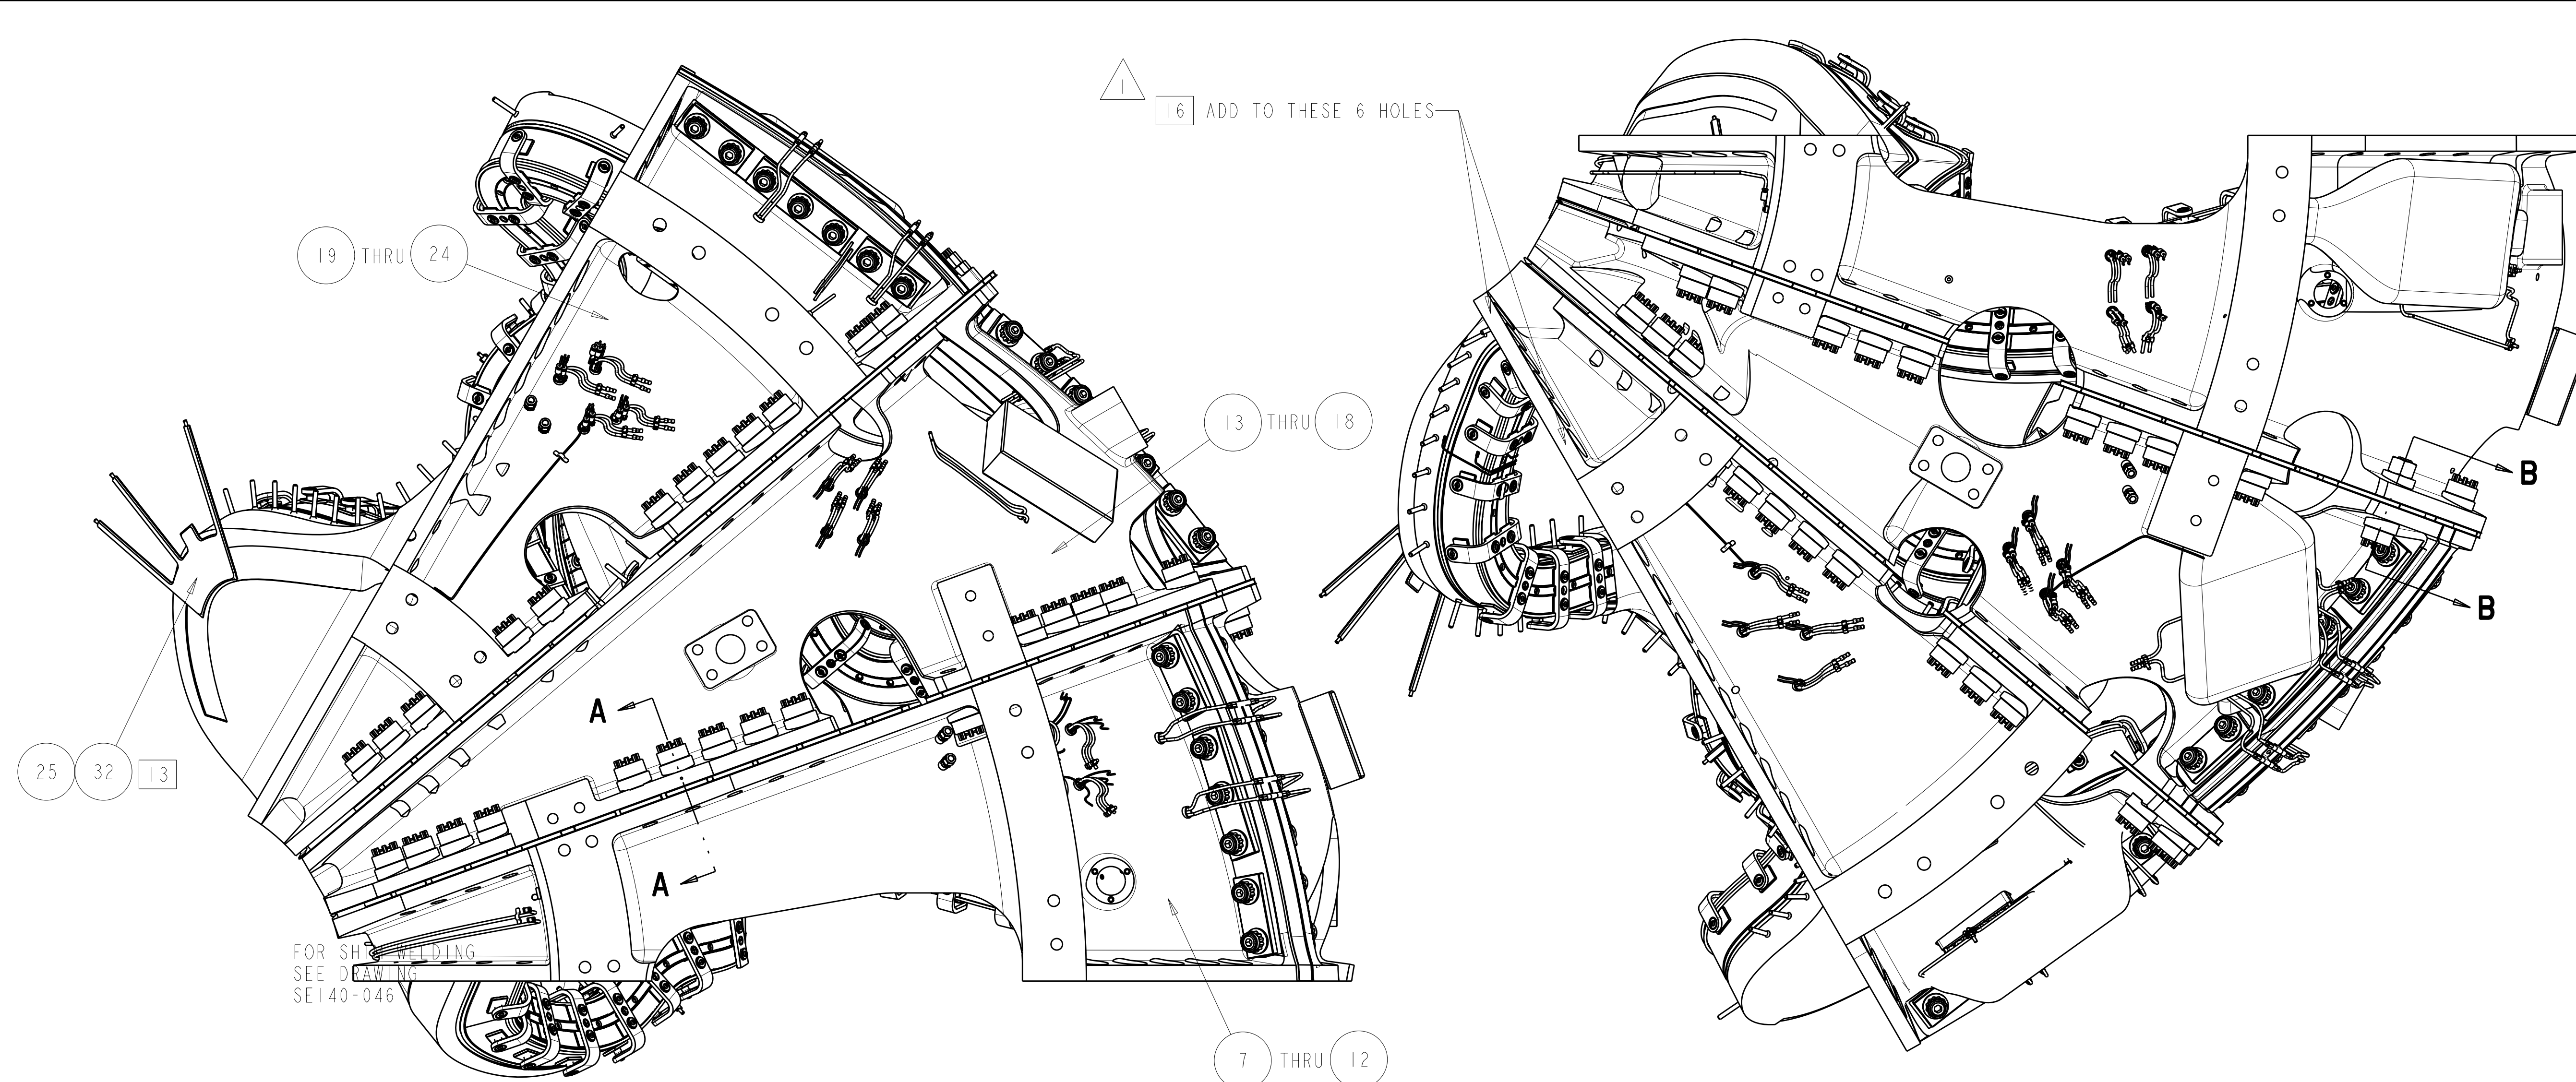 1
16 ADD TO THESE 6 HOLES
19 THRU 24
13 THRU 18
B
B
A
A
25 32 13
FOR SHIM WELDING
SEE DRAWING
SE140-046
7 THRU 12